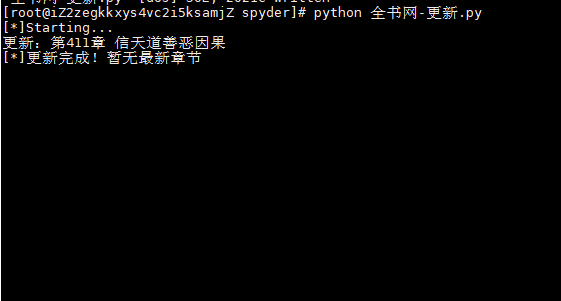 [root@iZ2zegkkxys4vc2i5ksamjZ spyder]# python 全书网-更新.py
[*]Starting...
更新：第411章 信天道善恶因果
[*]更新完成！暂无最新章节